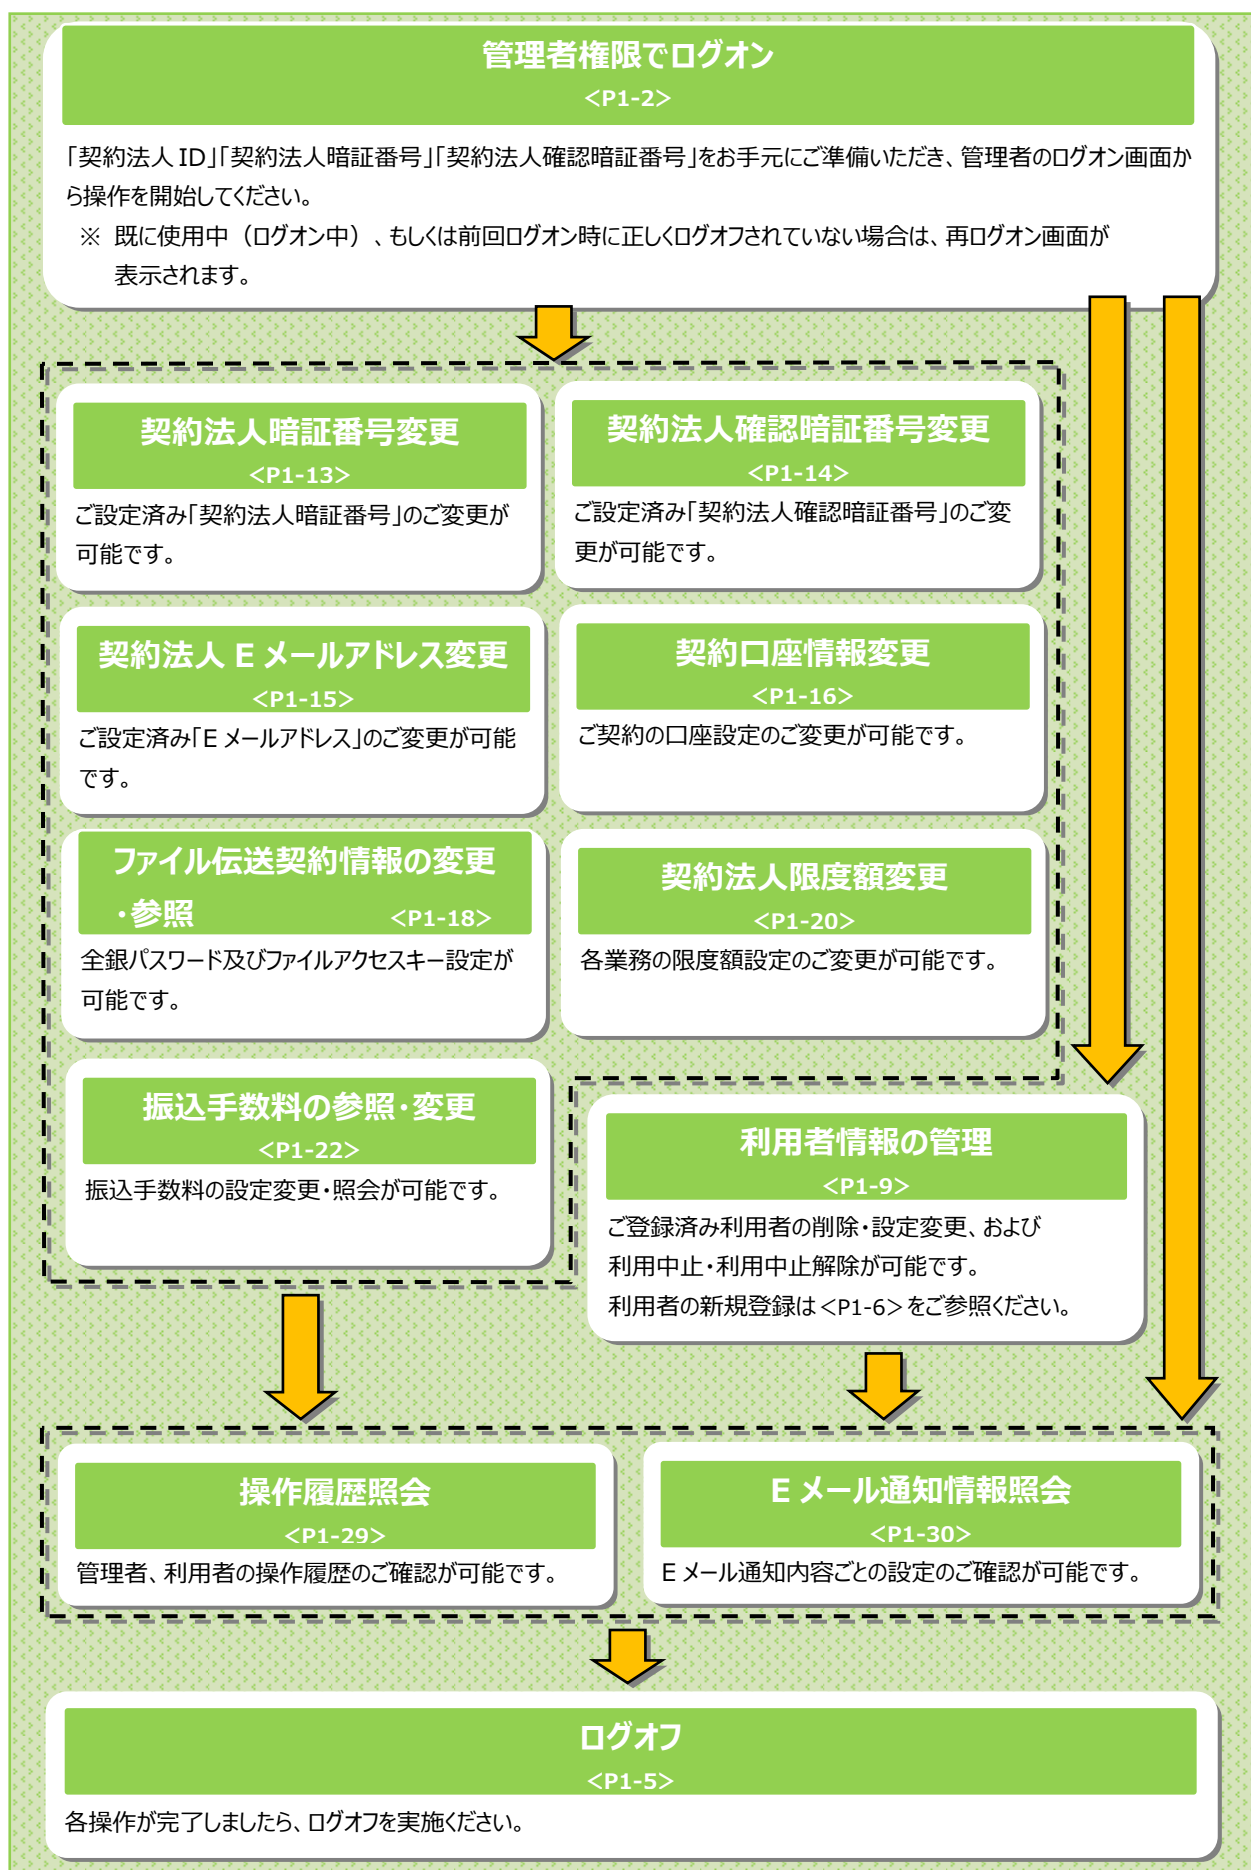 管理者権限でログオン
<P1-2>
「契約法人 ID」「契約法人暗証番号」「契約法人確認暗証番号」をお手元にご準備いただき、管理者のログオン画面か
ら操作を開始してください。
※ 既に使用中（ログオン中）、もしくは前回ログオン時に正しくログオフされていない場合は、再ログオン画面が
表示されます。
契約法人暗証番号変更
<P1-13>
ご設定済み「契約法人暗証番号」のご変更が
可能です。
契約法人確認暗証番号変更
<P1-14>
ご設定済み「契約法人確認暗証番号」のご変
更が可能です。
契約法人 E メールアドレス変更
<P1-15>
ご設定済み「E メールアドレス」のご変更が可能
です。
契約口座情報変更
<P1-16>
ご契約の口座設定のご変更が可能です。
ファイル伝送契約情報の変更
・参照 <P1-18>
全銀パスワード及びファイルアクセスキー設定が
可能です。
契約法人限度額変更
<P1-20>
各業務の限度額設定のご変更が可能です。
振込手数料の参照・変更
<P1-22>
振込手数料の設定変更・照会が可能です。
利用者情報の管理
<P1-9>
ご登録済み利用者の削除・設定変更、および
利用中止・利用中止解除が可能です。
利用者の新規登録は<P1-6>をご参照ください。
操作履歴照会
<P1-29>
管理者、利用者の操作履歴のご確認が可能です。
E メール通知情報照会
<P1-30>
E メール通知内容ごとの設定のご確認が可能です。
ログオフ
<P1-5>
各操作が完了しましたら、ログオフを実施ください。